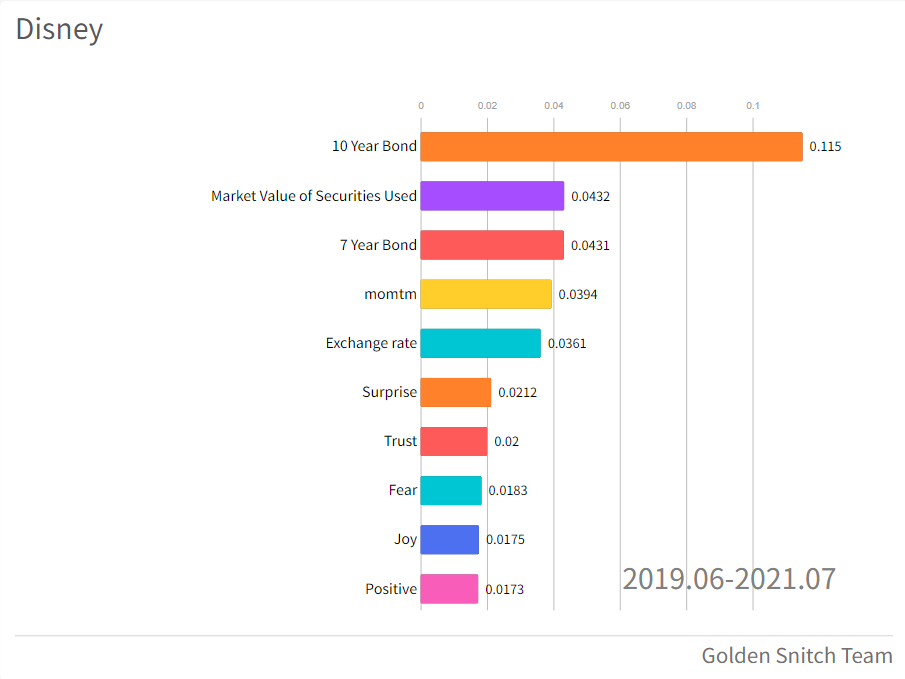 Disney
0 0.02 0.04 0.06 0.08 0.1
10 Year Bond 0.115
Market Value of Securities Used 0.0432
7 Year Bond 0.0431
momtm 0.0394
Exchange rate 0.0361
Surprise 0.0212
Trust 0.02
Fear 0.0183
Joy 0.0175
Positive 0.0173
2019.06-2021.07
Golden Snitch Team